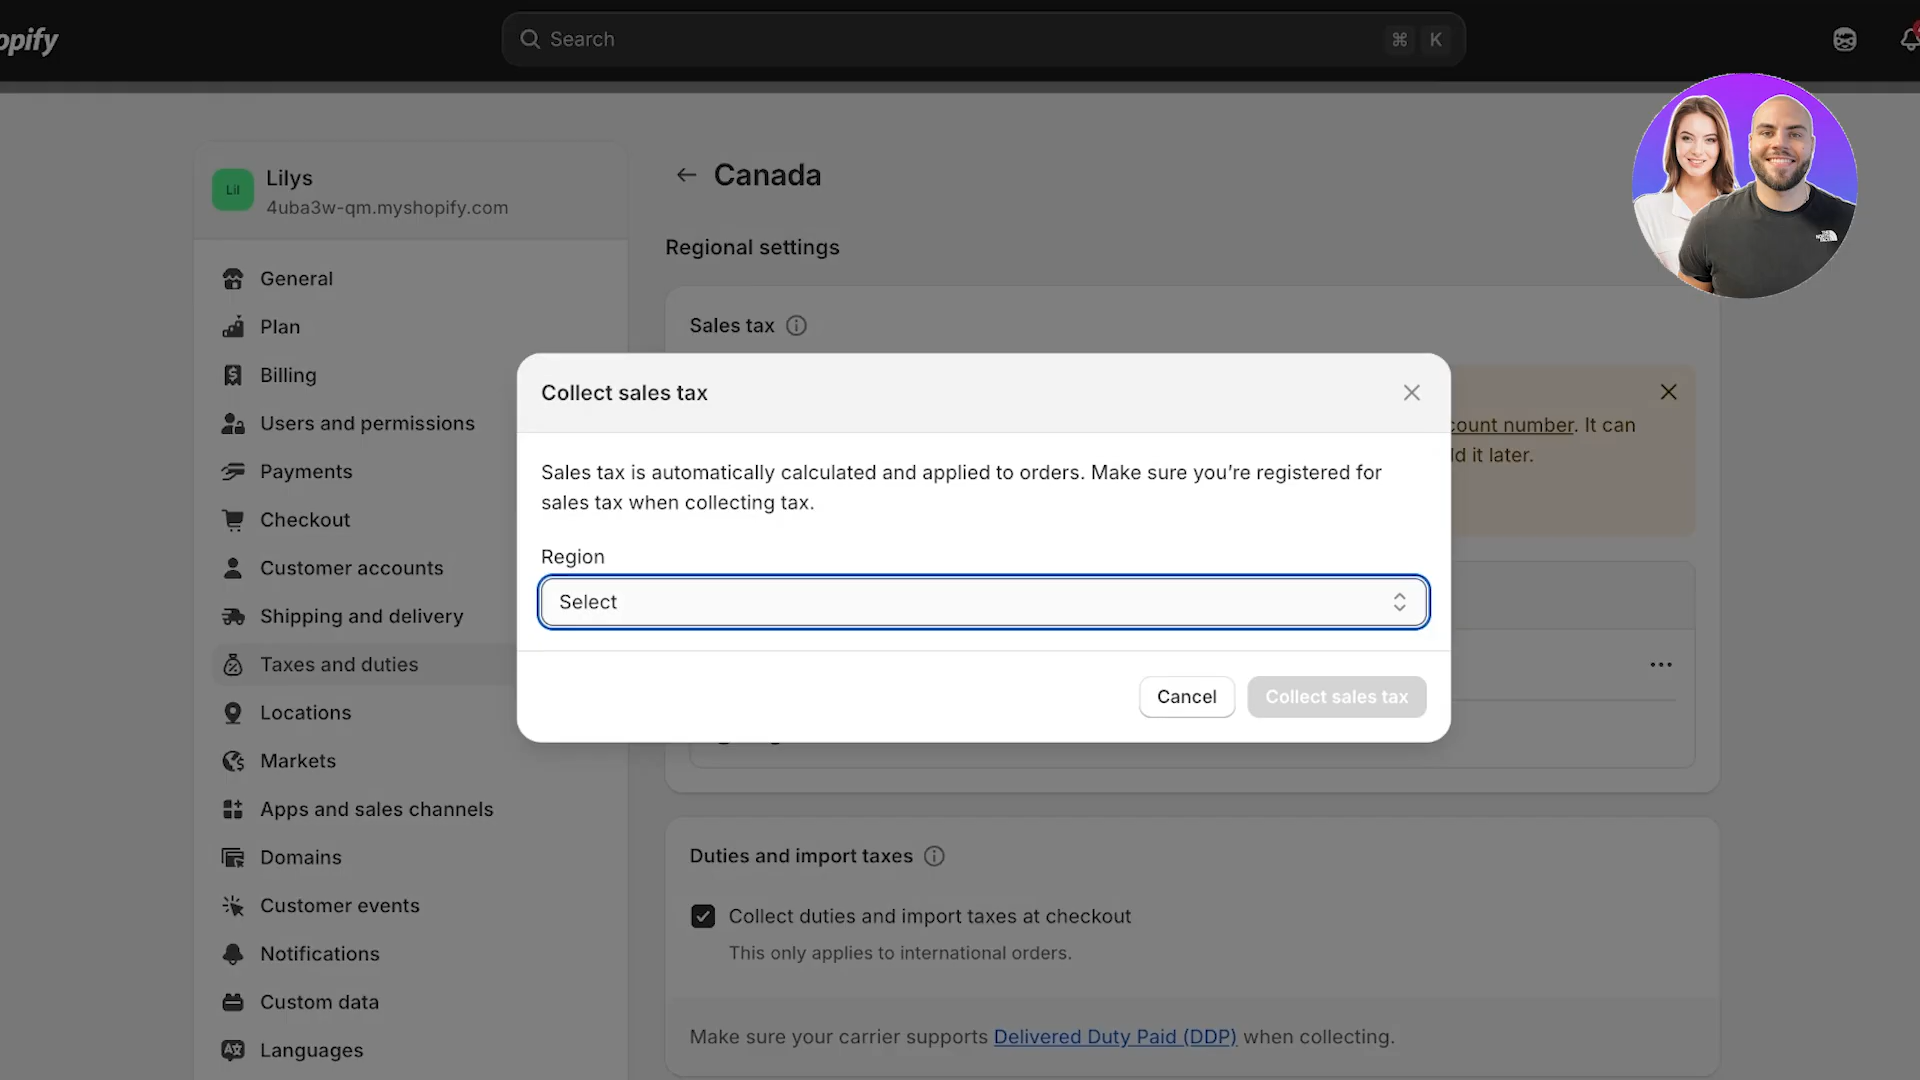 opify
Search
⌘ K
Lil
Lilys
4uba3w-qm.myshopify.com
General
Plan
Billing
Users and permissions
Payments
Checkout
Customer accounts
Shipping and delivery
Taxes and duties
Locations
Markets
Apps and sales channels
Domains
Customer events
Notifications
Custom data
Languages
Canada
Regional settings
Sales tax
count number. It can
d it later.
Collect sales tax
Sales tax is automatically calculated and applied to orders. Make sure you’re registered for
sales tax when collecting tax.
Region
Select
Cancel
Collect sales tax
Duties and import taxes
Collect duties and import taxes at checkout
This only applies to international orders.
Make sure your carrier supports Delivered Duty Paid (DDP) when collecting.